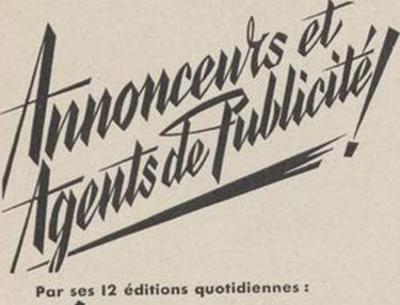 Annonceurs et
Agents de Publicité!
Par ses 12 éditions quotidiennes :